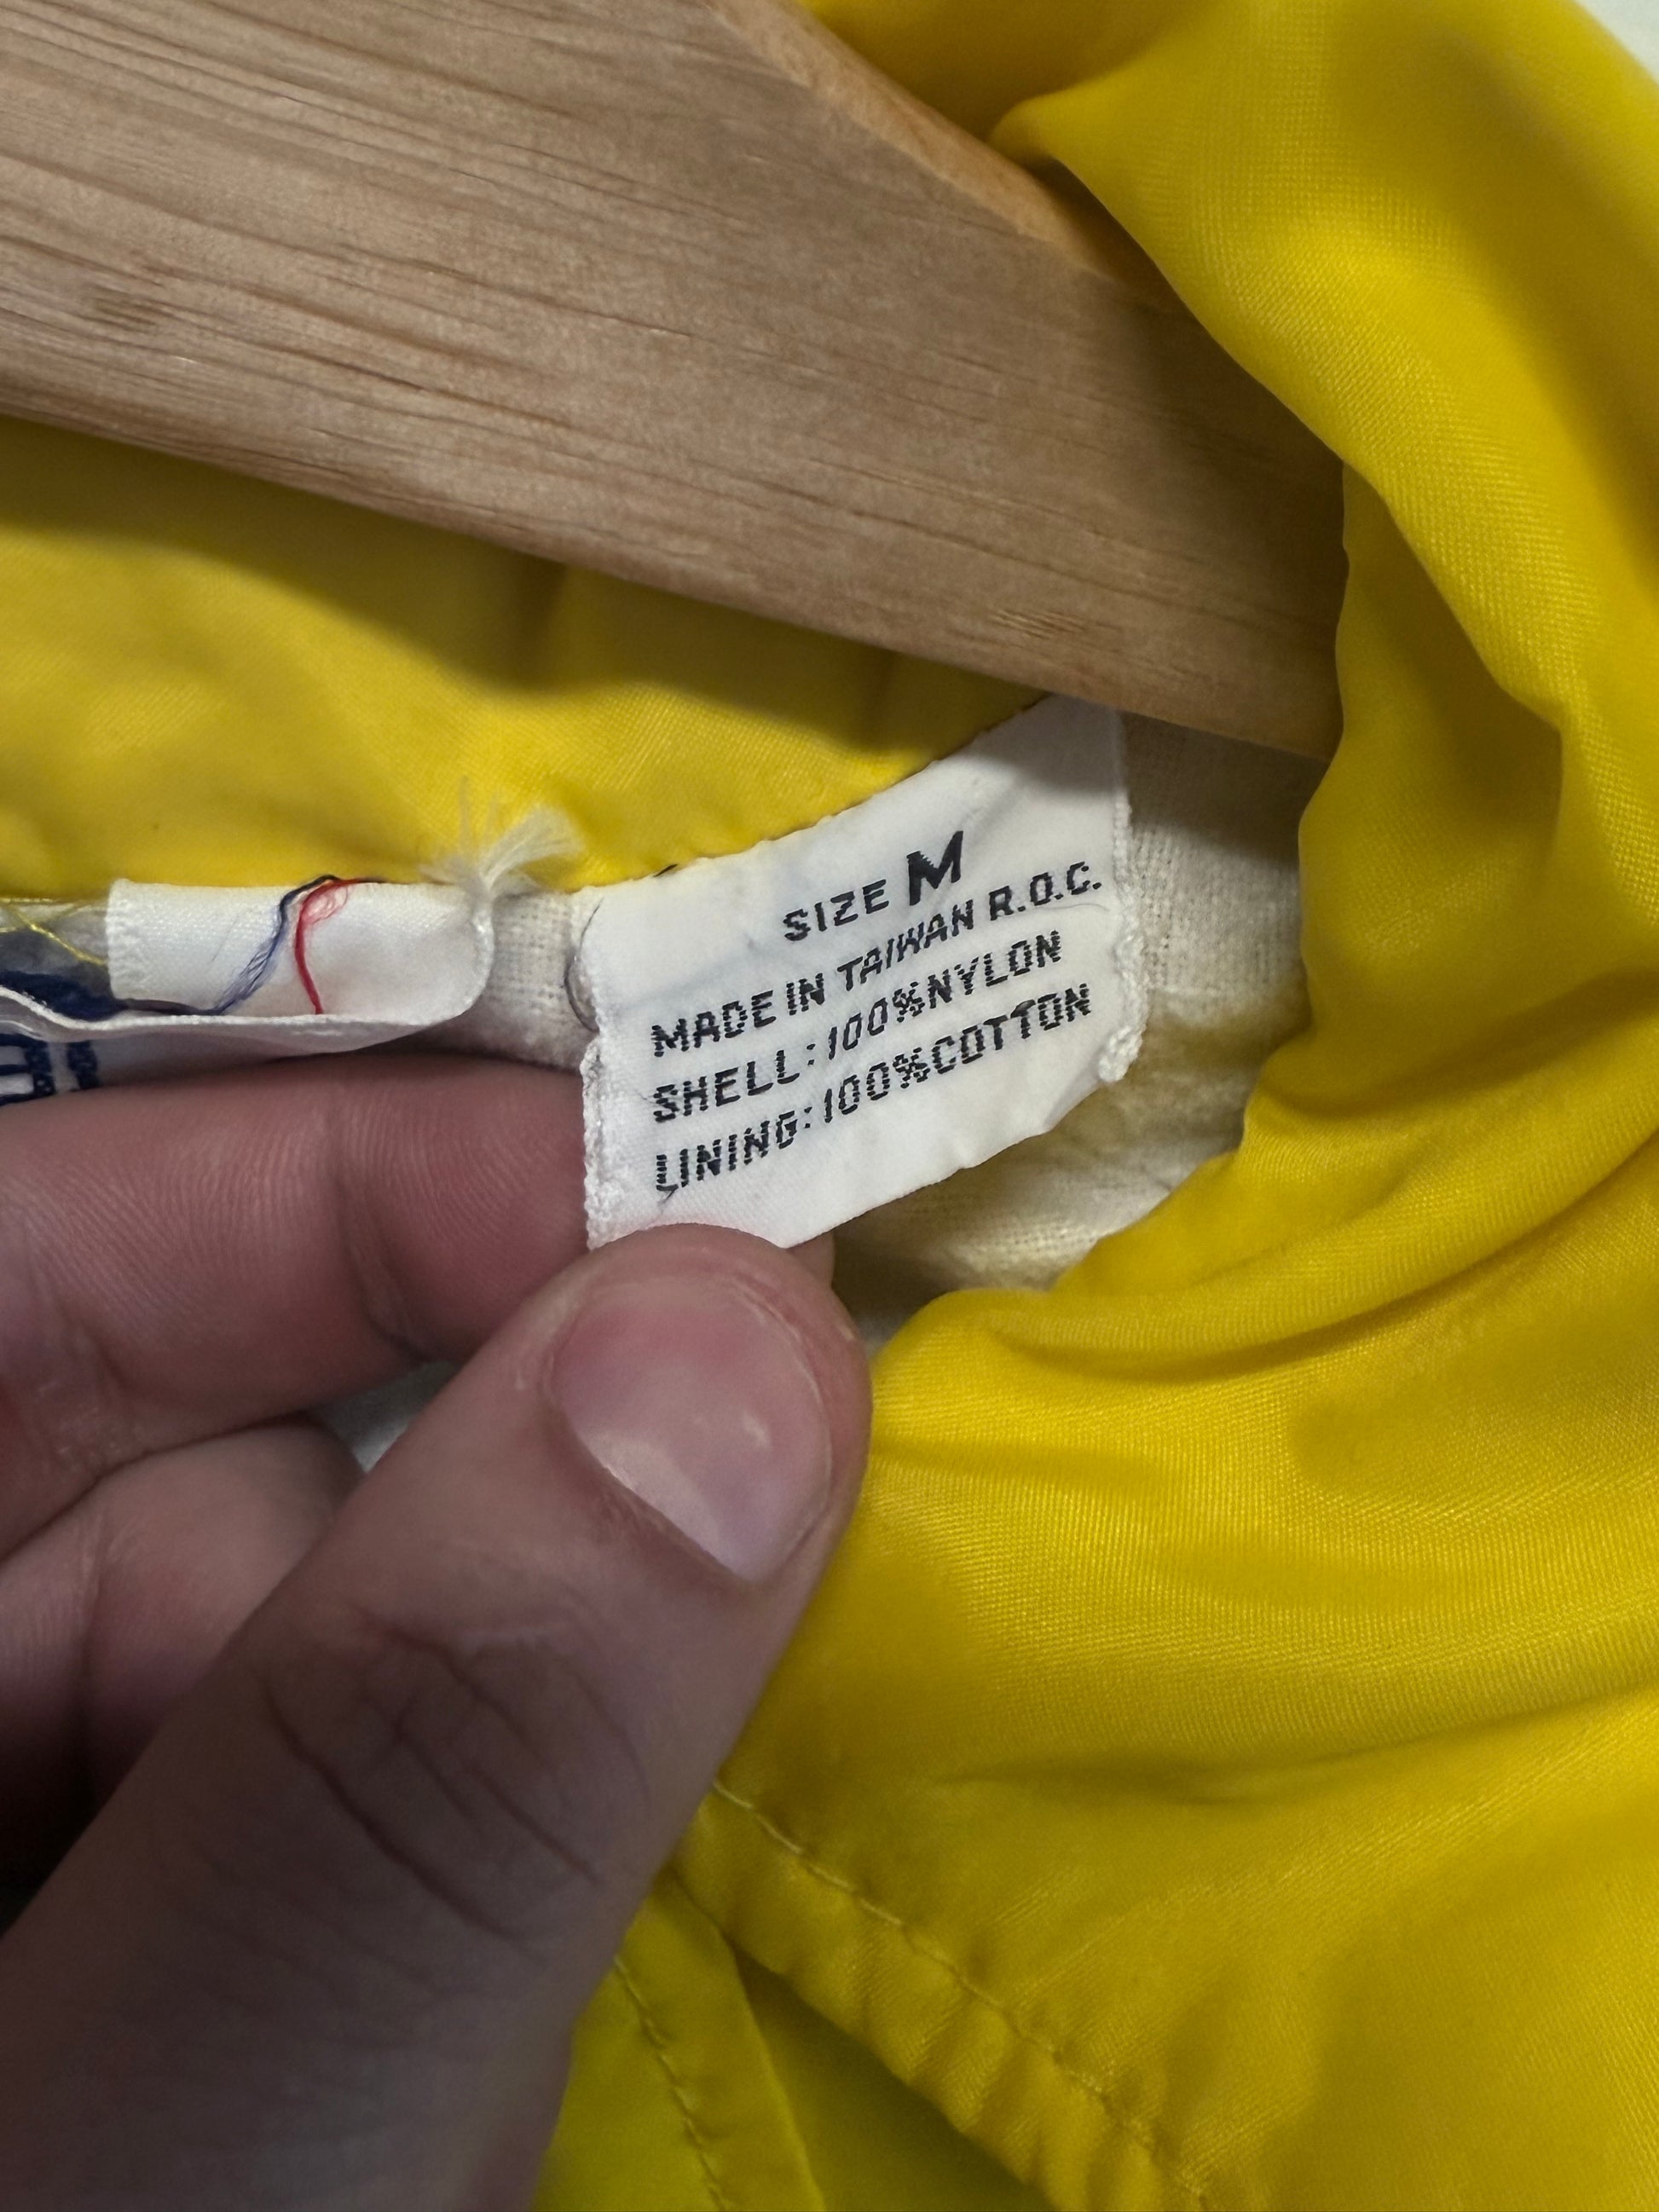 SIZE M
MADE IN TAIWAN R.O.C.
SHELL:100%NYLON
LINING:100%COTTON